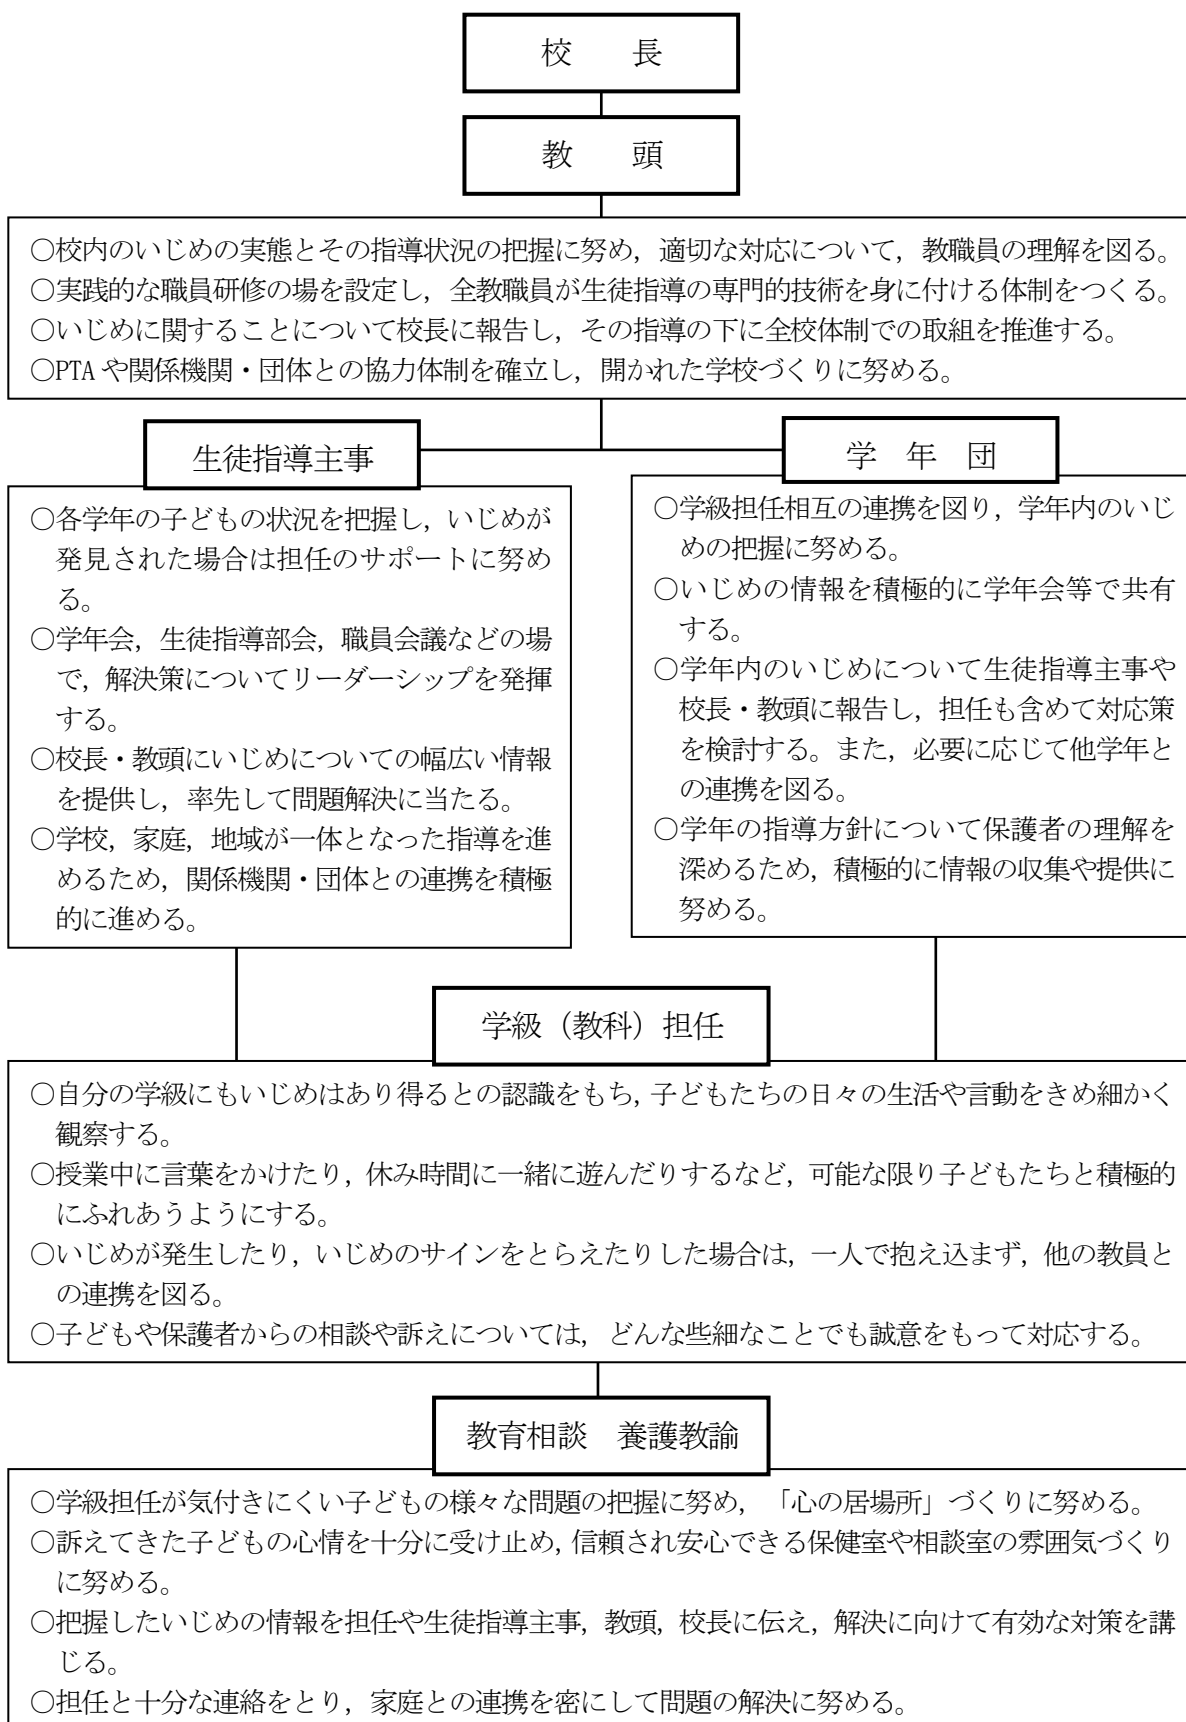 校　長
教　頭
○校内のいじめの実態とその指導状況の把握に努め，適切な対応について，教職員の理解を図る。
○実践的な職員研修の場を設定し，全教職員が生徒指導の専門的技術を身に付ける体制をつくる。
○いじめに関することについて校長に報告し，その指導の下に全校体制での取組を推進する。
○PTA や関係機関・団体との協力体制を確立し，開かれた学校づくりに努める。
生徒指導主事
○各学年の子どもの状況を把握し，いじめが
発見された場合は担任のサポートに努め
る。
○学年会，生徒指導部会，職員会議などの場
で，解決策についてリーダーシップを発揮
する。
○校長・教頭にいじめについての幅広い情報
を提供し，率先して問題解決に当たる。
○学校，家庭，地域が一体となった指導を進
めるため，関係機関・団体との連携を積極
的に進める。
学　年　団
○学級担任相互の連携を図り，学年内のいじ
めの把握に努める。
○いじめの情報を積極的に学年会等で共有
する。
○学年内のいじめについて生徒指導主事や
校長・教頭に報告し，担任も含めて対応策
を検討する。また，必要に応じて他学年と
の連携を図る。
○学年の指導方針について保護者の理解を
深めるため，積極的に情報の収集や提供に
努める。
学級（教科）担任
○自分の学級にもいじめはあり得るとの認識をもち，子どもたちの日々の生活や言動をきめ細かく
観察する。
○授業中に言葉をかけたり，休み時間に一緒に遊んだりするなど，可能な限り子どもたちと積極的
にふれあうようにする。
○いじめが発生したり，いじめのサインをとらえたりした場合は，一人で抱え込まず，他の教員と
の連携を図る。
○子どもや保護者からの相談や訴えについては，どんな些細なことでも誠意をもって対応する。
教育相談　養護教諭
○学級担任が気付きにくい子どもの様々な問題の把握に努め，「心の居場所」づくりに努める。
○訴えてきた子どもの心情を十分に受け止め，信頼され安心できる保健室や相談室の雰囲気づくり
に努める。
○把握したいじめの情報を担任や生徒指導主事，教頭，校長に伝え，解決に向けて有効な対策を講
じる。
○担任と十分な連絡をとり，家庭との連携を密にして問題の解決に努める。